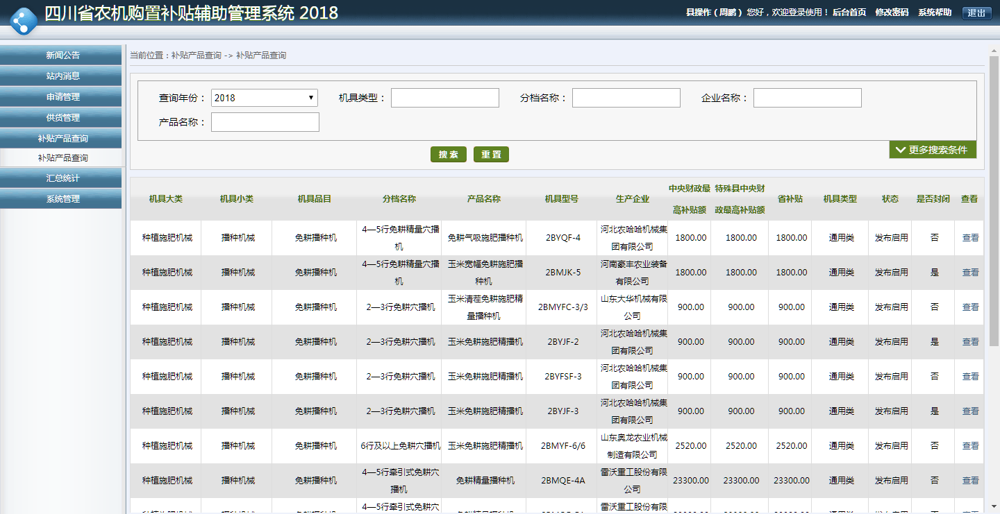 四川省农机购置补贴辅助管理系统 2018
县操作（周鹏）您好，欢迎登录使用！ 后台首页 修改密码 系统帮助 退出
新闻公告
站内消息
申请管理
供货管理
补贴产品查询
补贴产品查询
汇总统计
系统管理
当前位置：补贴产品查询 -> 补贴产品查询
查询年份： 2018 机具类型： 分档名称： 企业名称：
产品名称：
搜 索 重 置 更多搜索条件
机具大类 机具小类 机具品目 分档名称 产品名称 机具型号 生产企业 中央财政最高补贴额 特殊县中央财政最高补贴额 省补贴 机具类型 状态 是否封闭 查看
种植施肥机械 播种机械 免耕播种机 4—5行免耕精量穴播机 免耕气吸施肥播种机 2BYQF-4 河北农哈哈机械集团有限公司 1800.00 1800.00 1800.00 通用类 发布启用 否 查看
种植施肥机械 播种机械 免耕播种机 4—5行免耕精量穴播机 玉米宽幅免耕施肥播种机 2BMJK-5 河南豪丰农业装备有限公司 1800.00 1800.00 1800.00 通用类 发布启用 是 查看
种植施肥机械 播种机械 免耕播种机 2—3行免耕穴播机 玉米清茬免耕施肥精量播种机 2BMYFC-3/3 山东大华机械有限公司 900.00 900.00 900.00 通用类 发布启用 否 查看
种植施肥机械 播种机械 免耕播种机 2—3行免耕穴播机 玉米免耕施肥精播机 2BYJF-2 河北农哈哈机械集团有限公司 900.00 900.00 900.00 通用类 发布启用 是 查看
种植施肥机械 播种机械 免耕播种机 2—3行免耕穴播机 玉米免耕施肥精播机 2BYFSF-3 河北农哈哈机械集团有限公司 900.00 900.00 900.00 通用类 发布启用 否 查看
种植施肥机械 播种机械 免耕播种机 2—3行免耕穴播机 玉米免耕施肥精播机 2BYJF-3 河北农哈哈机械集团有限公司 900.00 900.00 900.00 通用类 发布启用 是 查看
种植施肥机械 播种机械 免耕播种机 6行及以上免耕穴播机 玉米免耕施肥播种机 2BMYF-6/6 山东奥龙农业机械制造有限公司 2520.00 2520.00 2520.00 通用类 发布启用 否 查看
种植施肥机械 播种机械 免耕播种机 4—5行牵引式免耕穴播机 免耕精量播种机 2BMQE-4A 雷沃重工股份有限公司 23300.00 23300.00 23300.00 通用类 发布启用 否 查看
4—5行牵引式免耕穴 雷沃重工股份有限